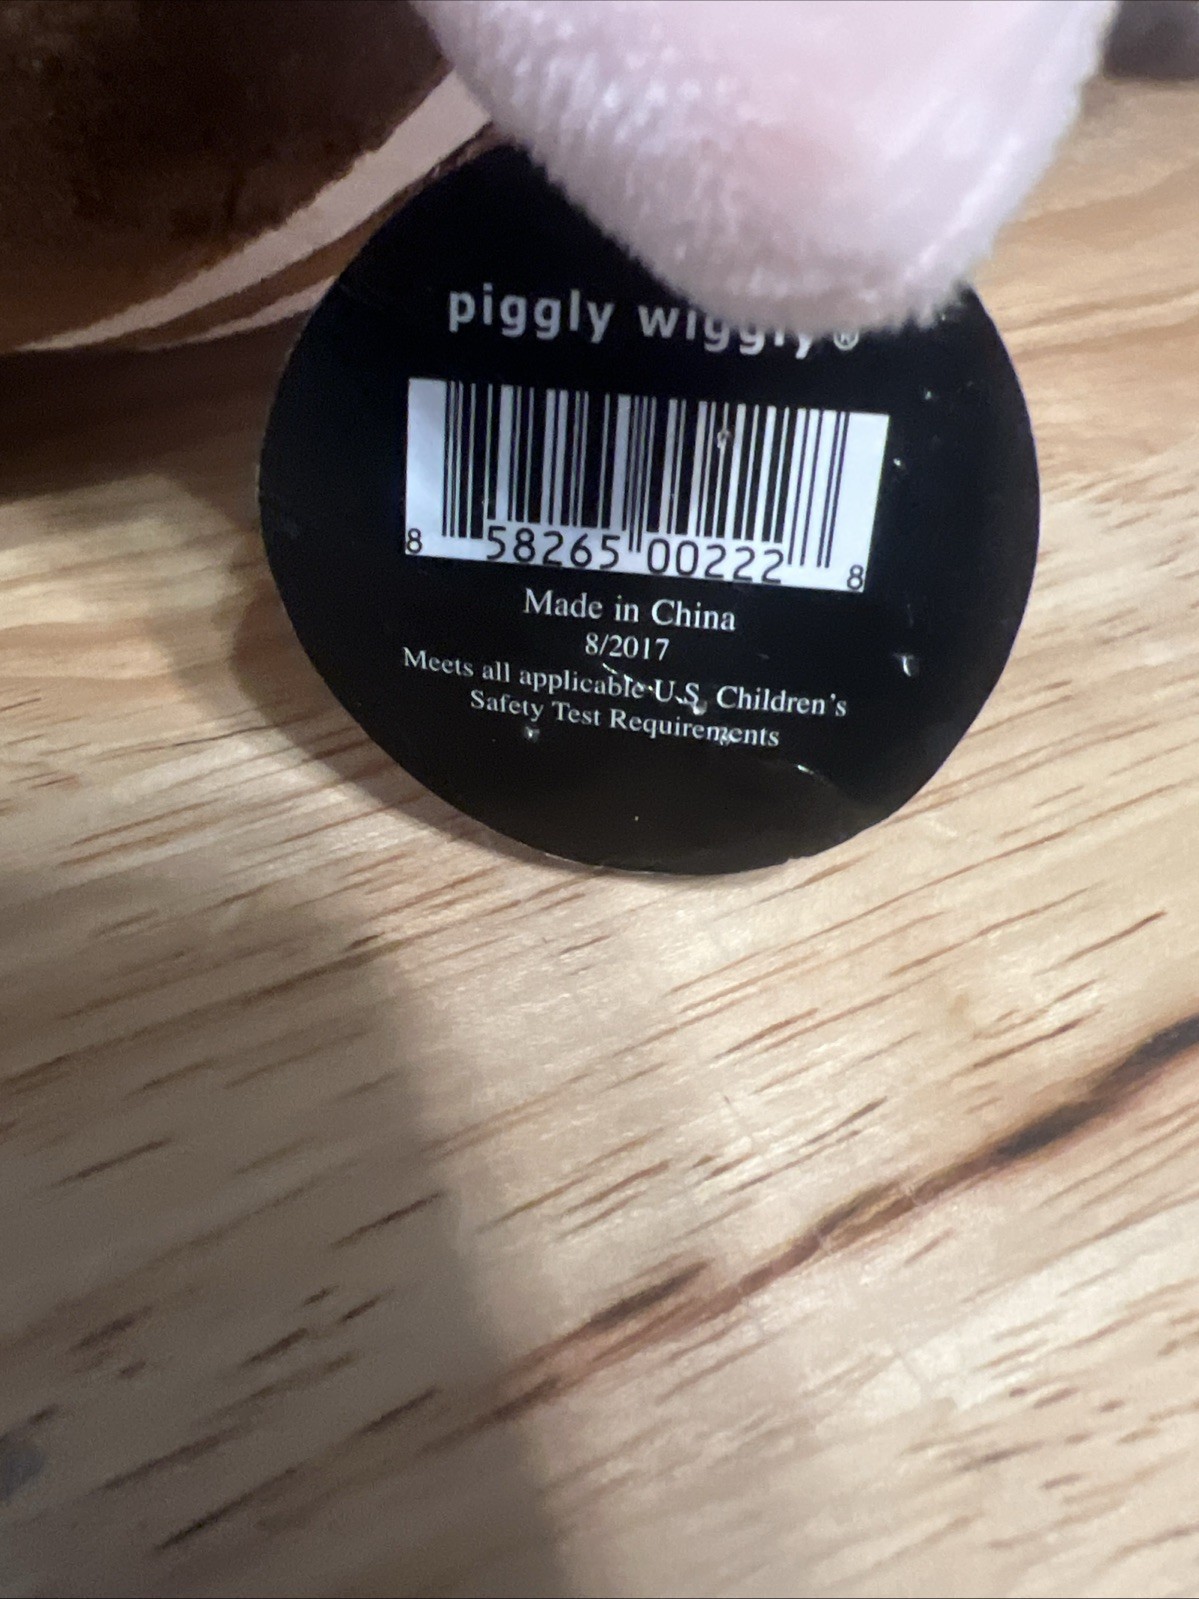 piggly wiggly®
8 58265 00222 8
Made in China
8/2017
Meets all applicable U.S. Children's
Safety Test Requirements